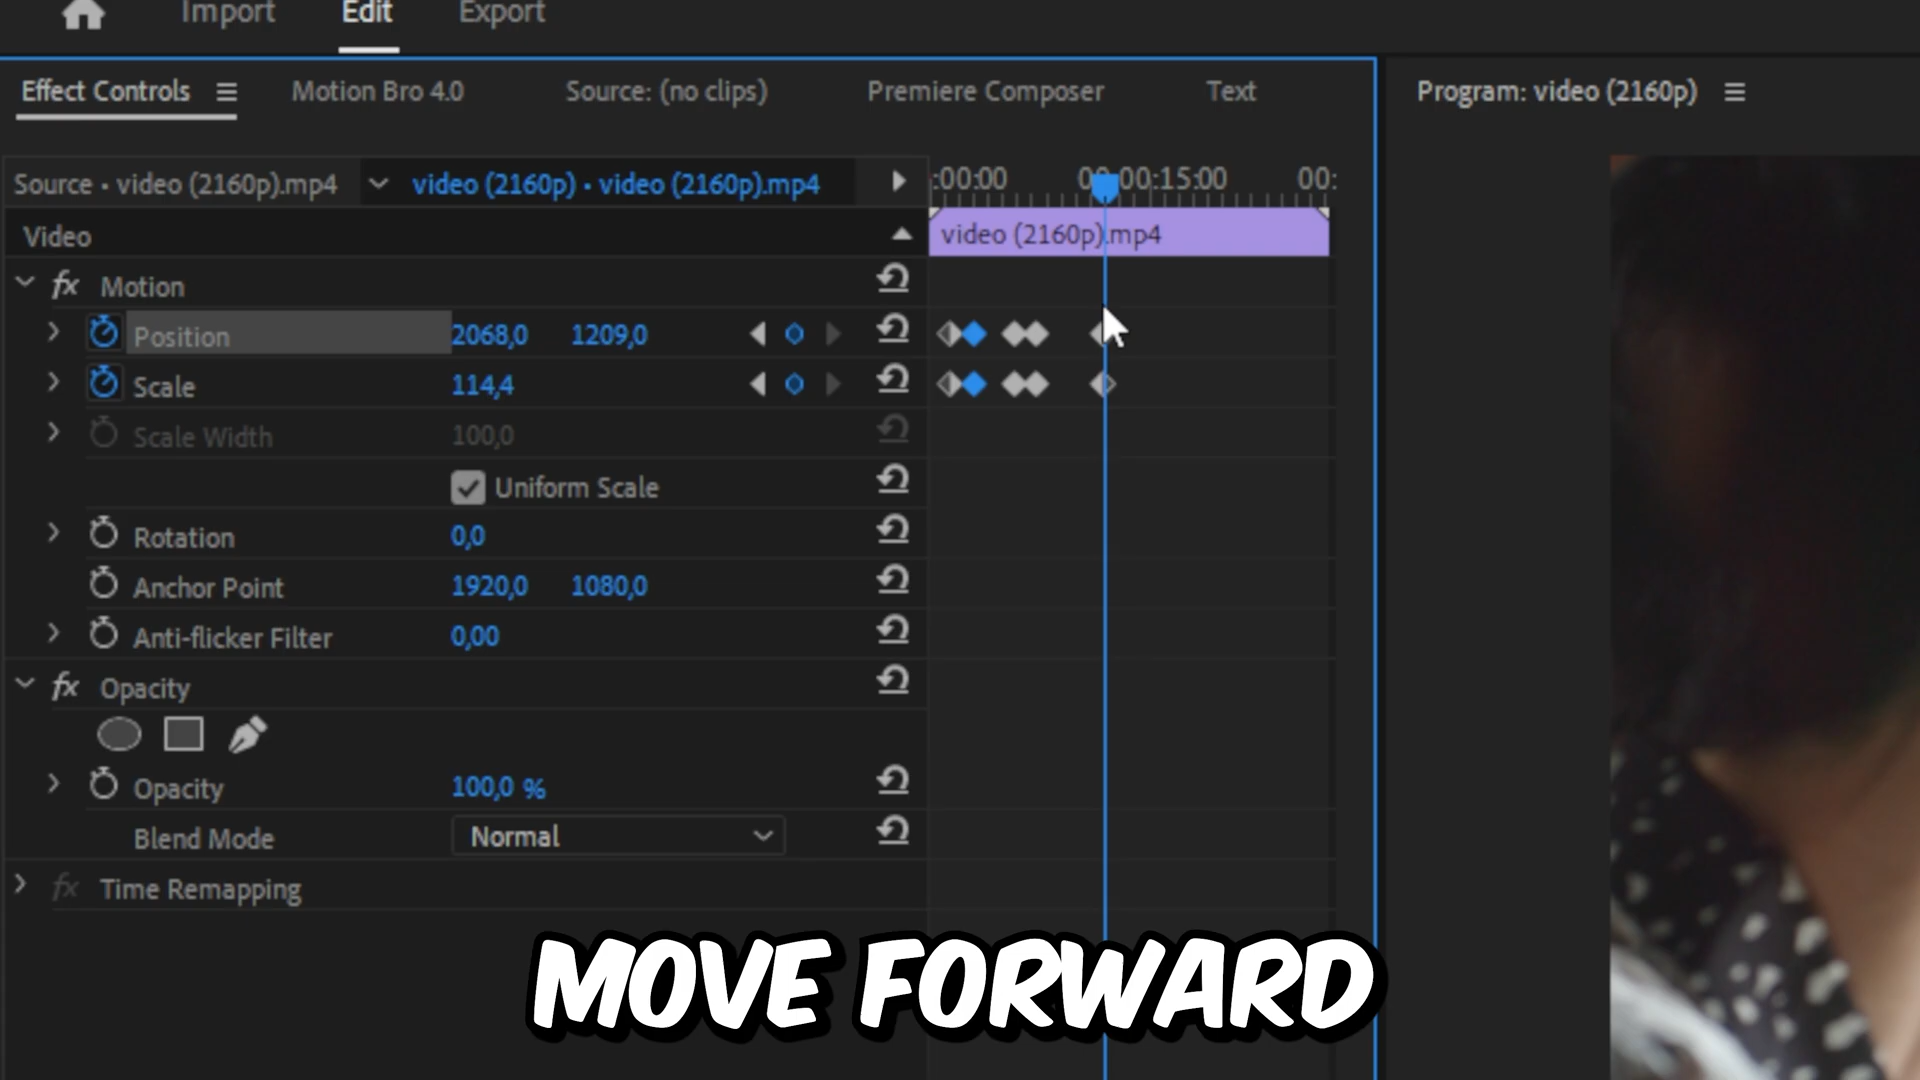 Import Edit Export
Effect Controls Motion Bro 4.0 Source: (no clips) Premiere Composer Text Program: video (2160p)
Source • video (2160p).mp4 video (2160p) • video (2160p).mp4 :00:00 00:00:15:00 00:
Video video (2160p).mp4
fx Motion
Position 2068,0 1209,0
Scale 114,4
Scale Width 100,0
Uniform Scale
Rotation 0,0
Anchor Point 1920,0 1080,0
Anti-flicker Filter 0,00
fx Opacity
Opacity 100,0 %
Blend Mode Normal
fx Time Remapping
MOVE FORWARD